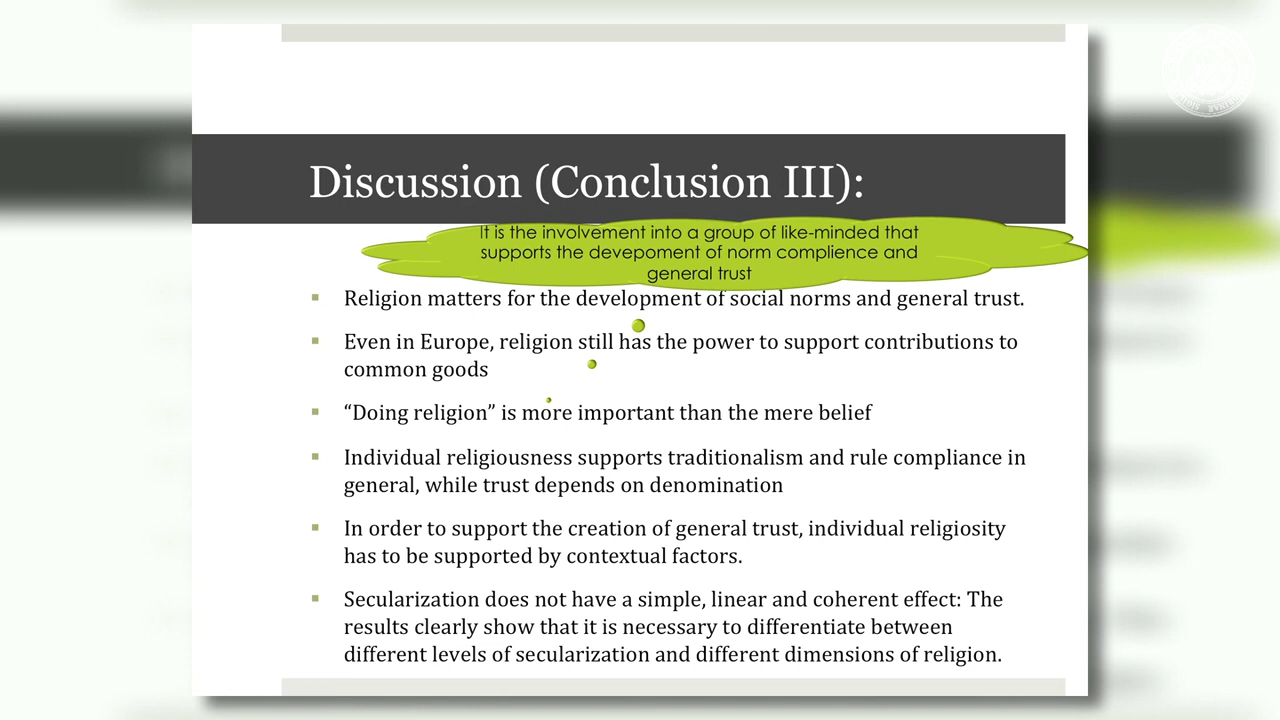 Discussion (Conclusion III):
It is the involvement into a group of like-minded that
supports the devepoment of norm complience and
general trust
Religion matters for the development of social norms and general trust.
Even in Europe, religion still has the power to support contributions to
common goods
“Doing religion” is more important than the mere belief
Individual religiousness supports traditionalism and rule compliance in
general, while trust depends on denomination
In order to support the creation of general trust, individual religiosity
has to be supported by contextual factors.
Secularization does not have a simple, linear and coherent effect: The
results clearly show that it is necessary to differentiate between
different levels of secularization and different dimensions of religion.